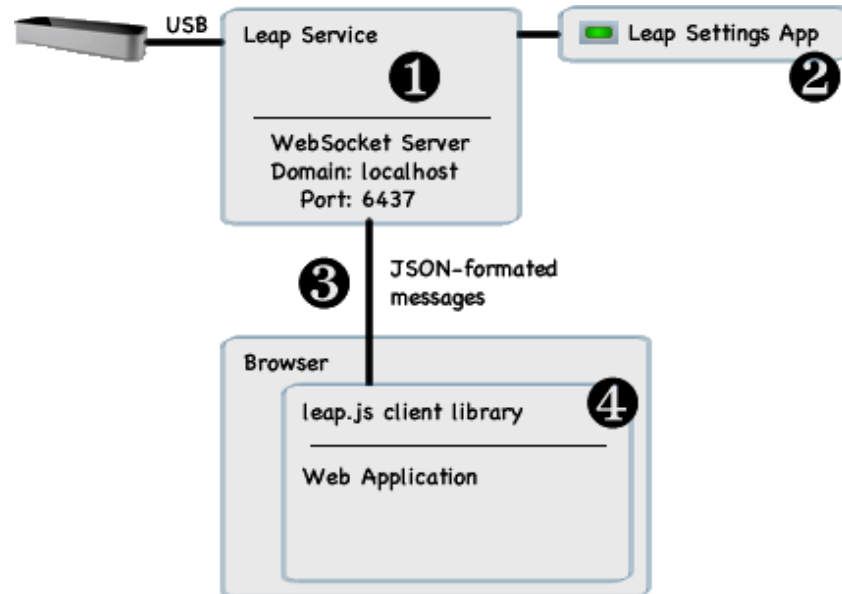 USB
Leap Service
Leap Settings App
1
2
WebSocket Server
Domain: localhost
Port: 6437
3
JSON-formated
messages
Browser
leap.js client library
4
Web Application